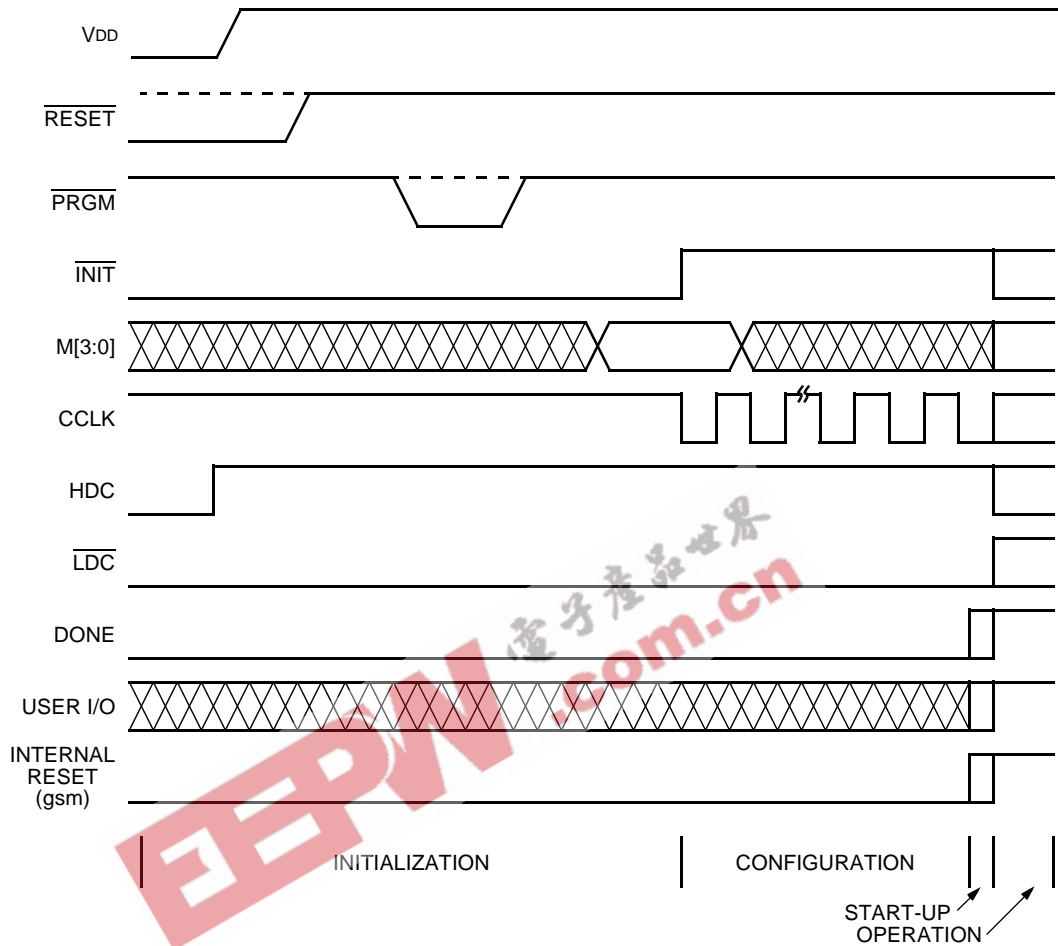 VDD
RESET
PRGM
INIT
M[3:0]
CCLK
HDC
LDC
DONE
USER I/O
INTERNAL
RESET
(gsm)
INITIALIZATION
CONFIGURATION
START-UP
OPERATION
EEPW
電子產品世界
.com.cn